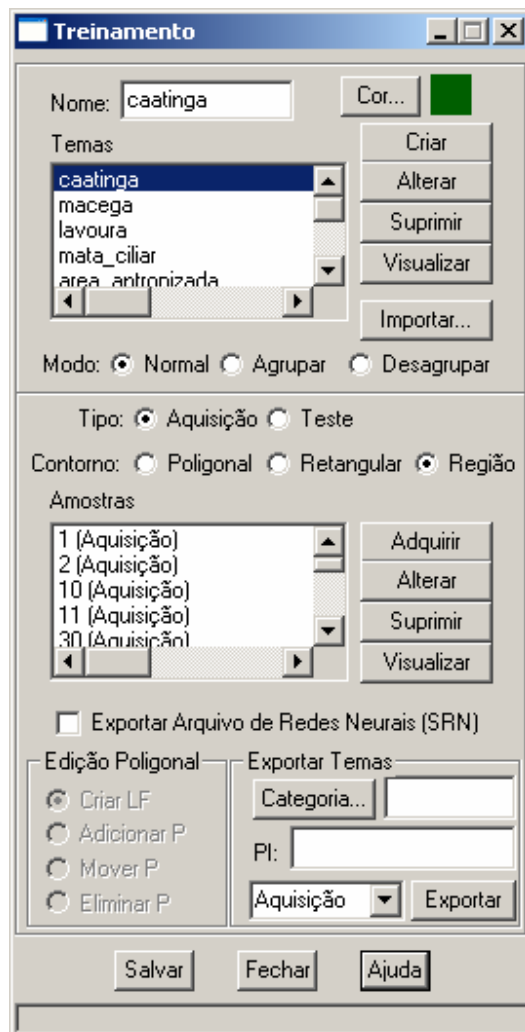 Treinamento
Nome: caatinga Cor...
Temas
caatinga
macega
lavoura
mata_ciliar
area_antropizada
Criar
Alterar
Suprimir
Visualizar
Importar...
Modo: Normal Agrupar Desagrupar
Tipo: Aquisição Teste
Contorno: Poligonal Retangular Região
Amostras
1 (Aquisição)
2 (Aquisição)
10 (Aquisição)
11 (Aquisição)
30 (Aquisição)
Adquirir
Alterar
Suprimir
Visualizar
Exportar Arquivo de Redes Neurais (SRN)
Edição Poligonal
Criar LF
Adicionar P
Mover P
Eliminar P
Exportar Temas
Categoria...
PI:
Aquisição Exportar
Salvar Fechar Ajuda